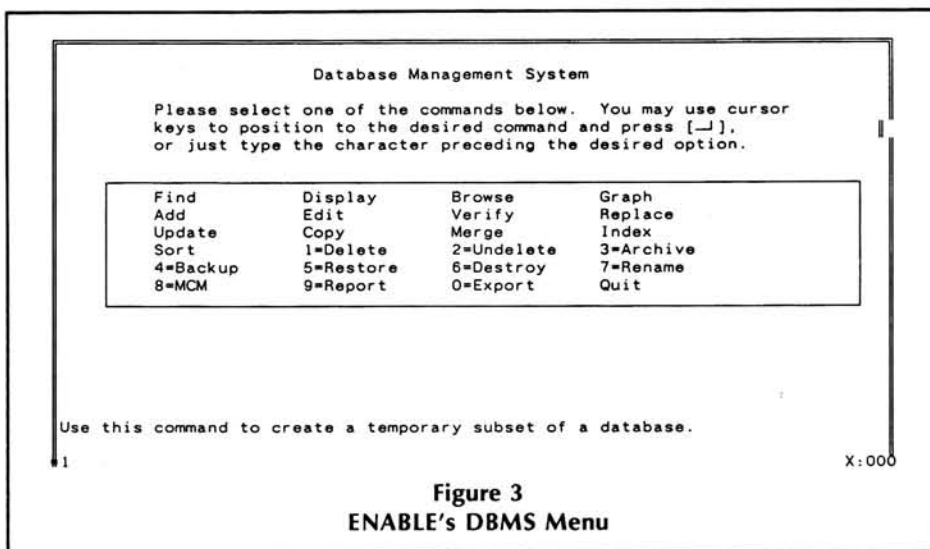 Database Management System
Please select one of the commands below. You may use cursor
keys to position to the desired command and press [—┘],
or just type the character preceding the desired option.
Find Display Browse Graph
Add Edit Verify Replace
Update Copy Merge Index
Sort 1=Delete 2=Undelete 3=Archive
4=Backup 5=Restore 6=Destroy 7=Rename
8=MCM 9=Report 0=Export Quit
Use this command to create a temporary subset of a database.
1 X:000
Figure 3
ENABLE's DBMS Menu